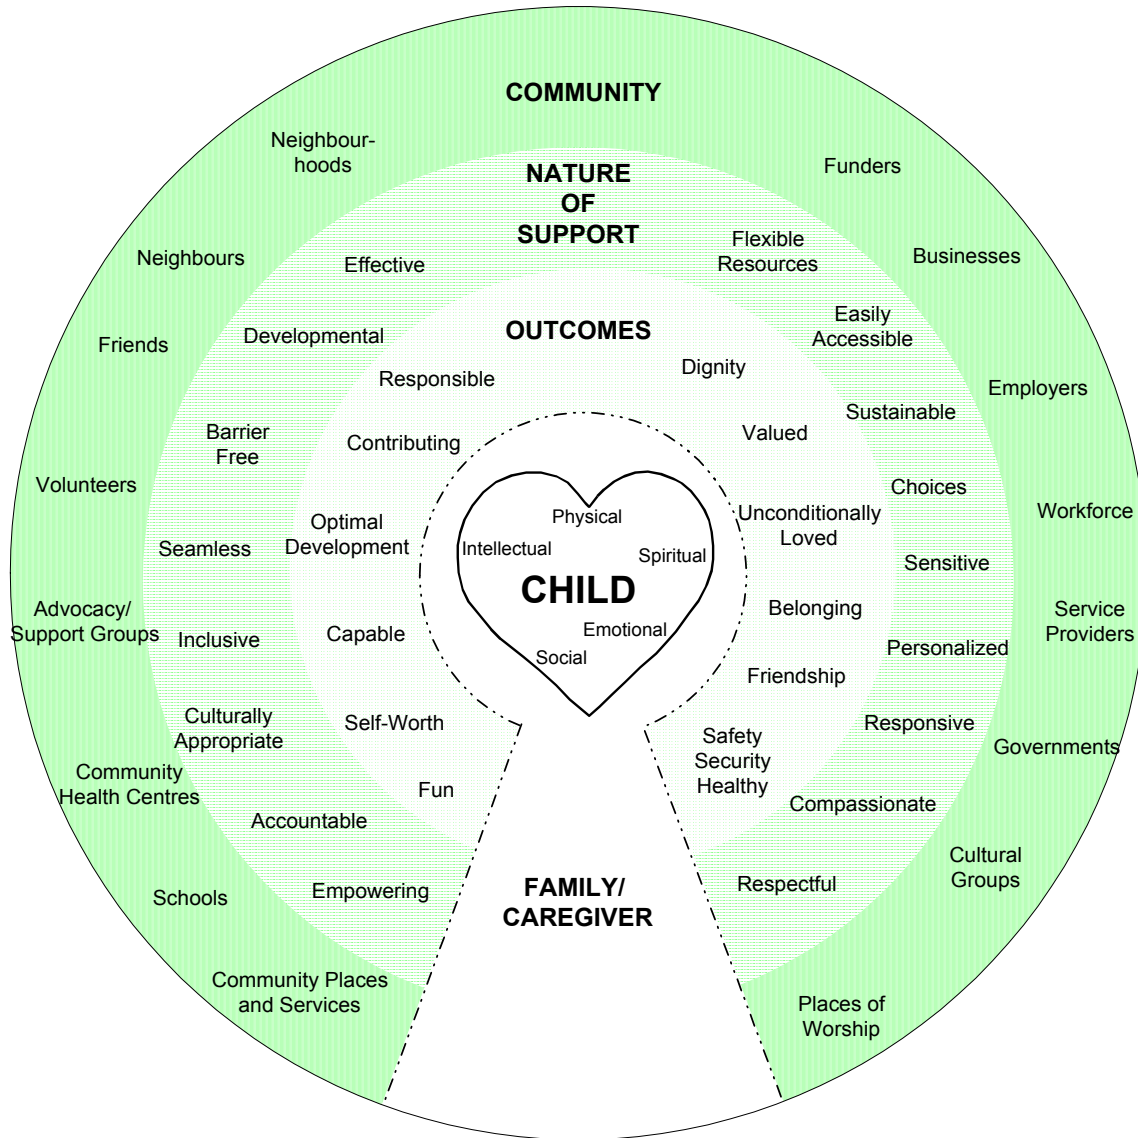 COMMUNITY
Neighbour-
hoods
Funders
NATURE
OF
SUPPORT
Flexible
Resources
Neighbours
Effective
Businesses
Easily
Accessible
OUTCOMES
Developmental
Friends
Dignity
Responsible
Employers
Sustainable
Barrier
Free
Contributing
Valued
Volunteers
Choices
Workforce
Physical
Unconditionally
Loved
Optimal
Development
Seamless
Intellectual
Spiritual
Sensitive
CHILD
Advocacy/
Support Groups
Belonging
Service
Providers
Inclusive
Capable
Emotional
Personalized
Social
Friendship
Culturally
Appropriate
Self-Worth
Responsive
Safety
Security
Healthy
Governments
Community
Health Centres
Fun
Compassionate
Accountable
Cultural
Groups
Schools
Empowering
FAMILY/
CAREGIVER
Respectful
Community Places
and Services
Places of
Worship